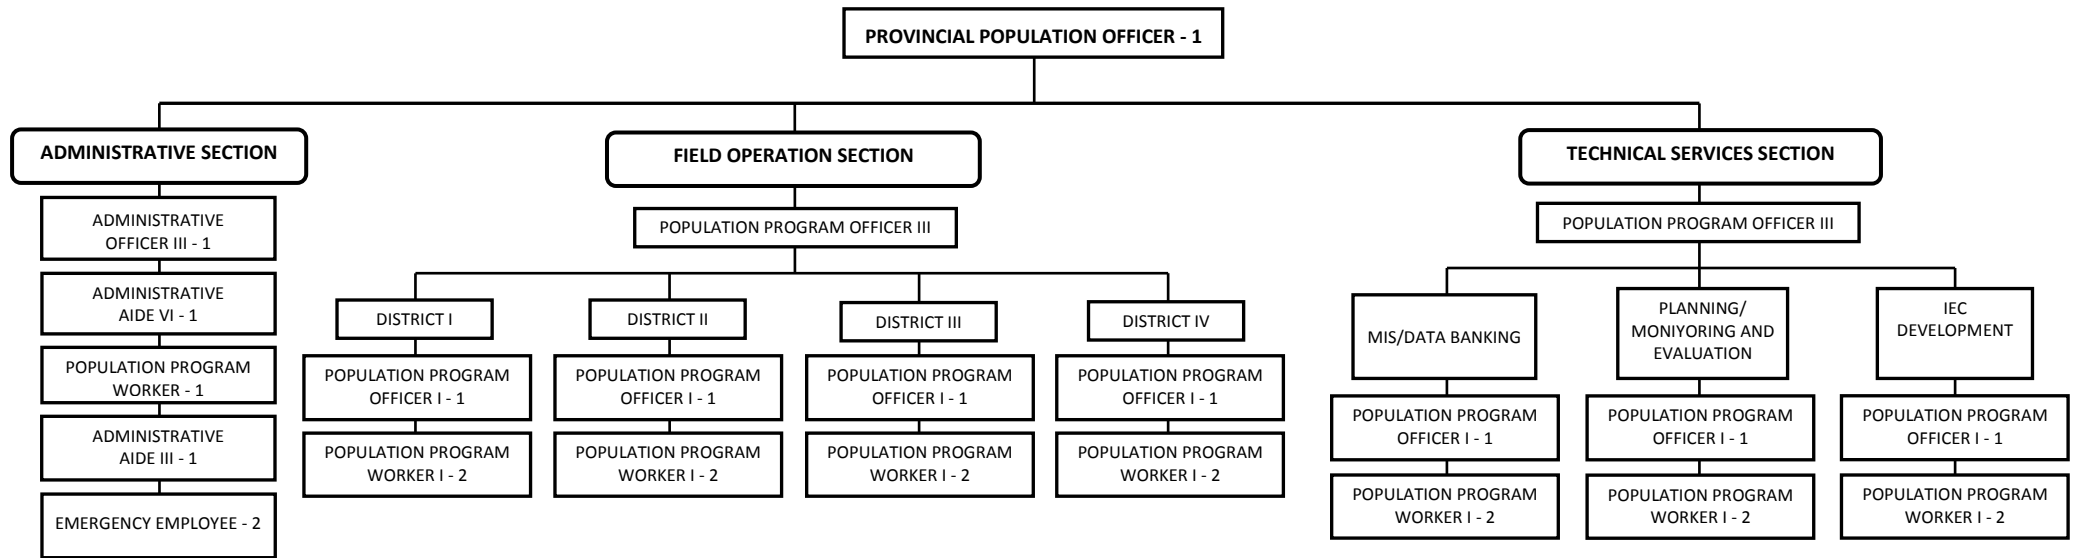 PROVINCIAL POPULATION OFFICER - 1
ADMINISTRATIVE SECTION
ADMINISTRATIVE
OFFICER III - 1
ADMINISTRATIVE
AIDE VI - 1
POPULATION PROGRAM
WORKER - 1
ADMINISTRATIVE
AIDE III - 1
EMERGENCY EMPLOYEE - 2
FIELD OPERATION SECTION
POPULATION PROGRAM OFFICER III
DISTRICT I
POPULATION PROGRAM
OFFICER I - 1
POPULATION PROGRAM
WORKER I - 2
DISTRICT II
POPULATION PROGRAM
OFFICER I - 1
POPULATION PROGRAM
WORKER I - 2
DISTRICT III
POPULATION PROGRAM
OFFICER I - 1
POPULATION PROGRAM
WORKER I - 2
DISTRICT IV
POPULATION PROGRAM
OFFICER I - 1
POPULATION PROGRAM
WORKER I - 2
TECHNICAL SERVICES SECTION
POPULATION PROGRAM OFFICER III
MIS/DATA BANKING
POPULATION PROGRAM
OFFICER I - 1
POPULATION PROGRAM
WORKER I - 2
PLANNING/
MONIYORING AND
EVALUATION
POPULATION PROGRAM
OFFICER I - 1
POPULATION PROGRAM
WORKER I - 2
IEC
DEVELOPMENT
POPULATION PROGRAM
OFFICER I - 1
POPULATION PROGRAM
WORKER I - 2